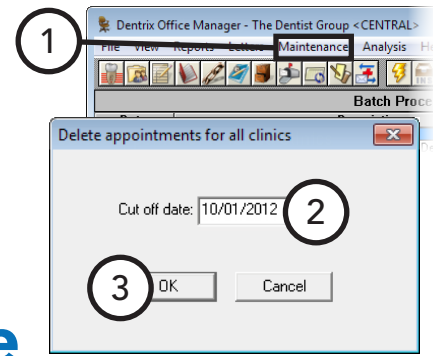 Dentrix Office Manager - The Dentist Group <CENTRAL>
1
File View Reports Letters Maintenance Analysis
Batch Proce
Delete appointments for all clinics
Cut off date: 10/01/2012
2
3
OK Cancel
e